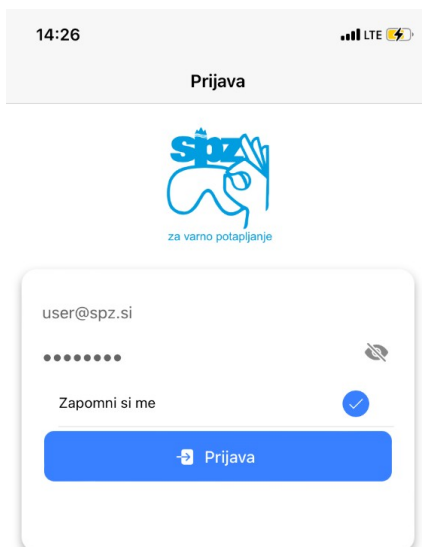 14:26
LTE
Prijava
spz
za varno potapljanje
user@spz.si
••••••••
Zapomni si me
Prijava